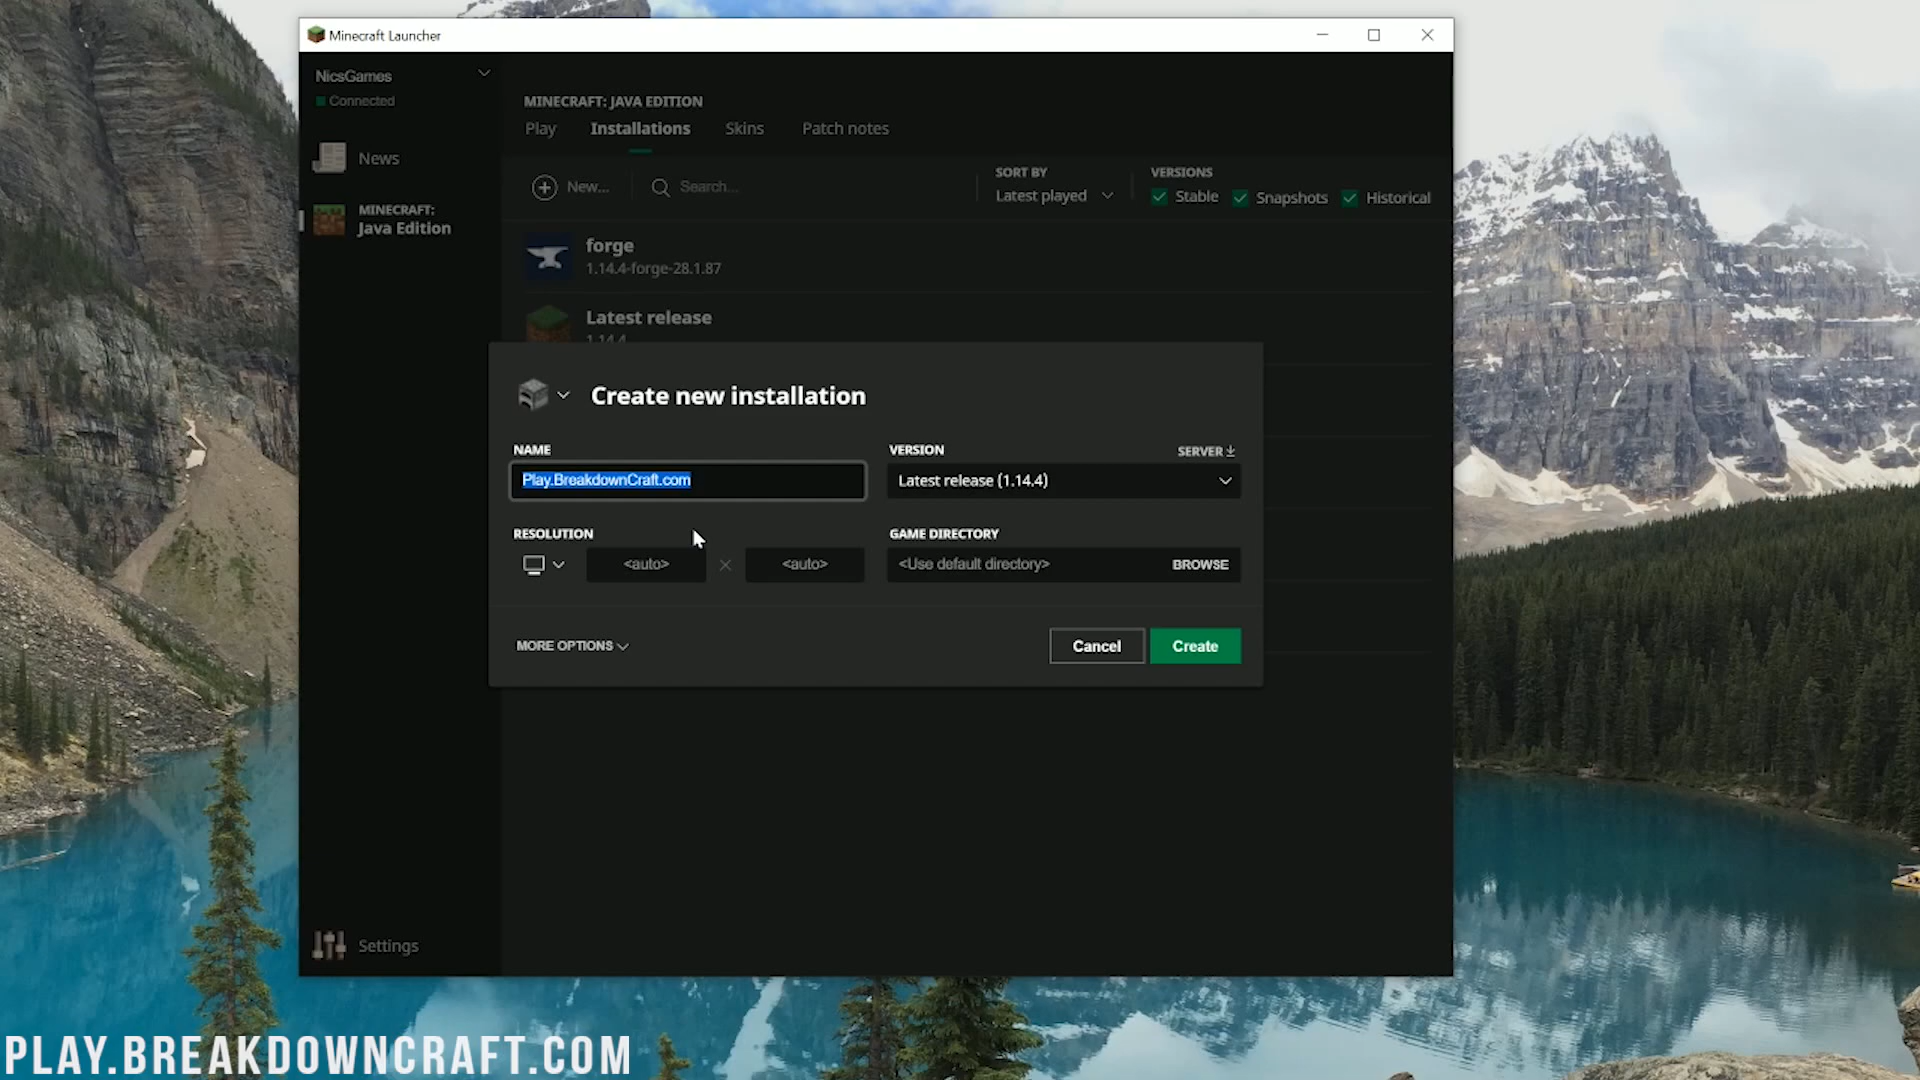 Minecraft Launcher
NicsGames
Connected
News
MINECRAFT:
Java Edition
Settings
MINECRAFT: JAVA EDITION
Play Installations Skins Patch notes
New... Search...
SORT BY
Latest played
VERSIONS
Stable Snapshots Historical
forge
1.14.4-forge-28.1.87
Latest release
1.14.4
Create new installation
NAME
Play.BreakdownCraft.com
VERSION SERVER
Latest release (1.14.4)
RESOLUTION
<auto> <auto>
GAME DIRECTORY
<Use default directory> BROWSE
MORE OPTIONS
Cancel Create
PLAY.BREAKDOWNCRAFT.COM